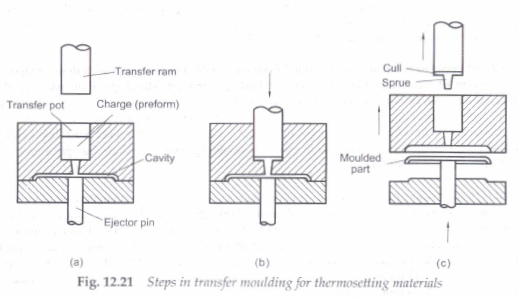 Transfer ram
Transfer pot
Charge (preform)
Cavity
Ejector pin
Cull
Sprue
Moulded
part
(a)
(b)
(c)
Fig. 12.21 Steps in transfer moulding for thermosetting materials